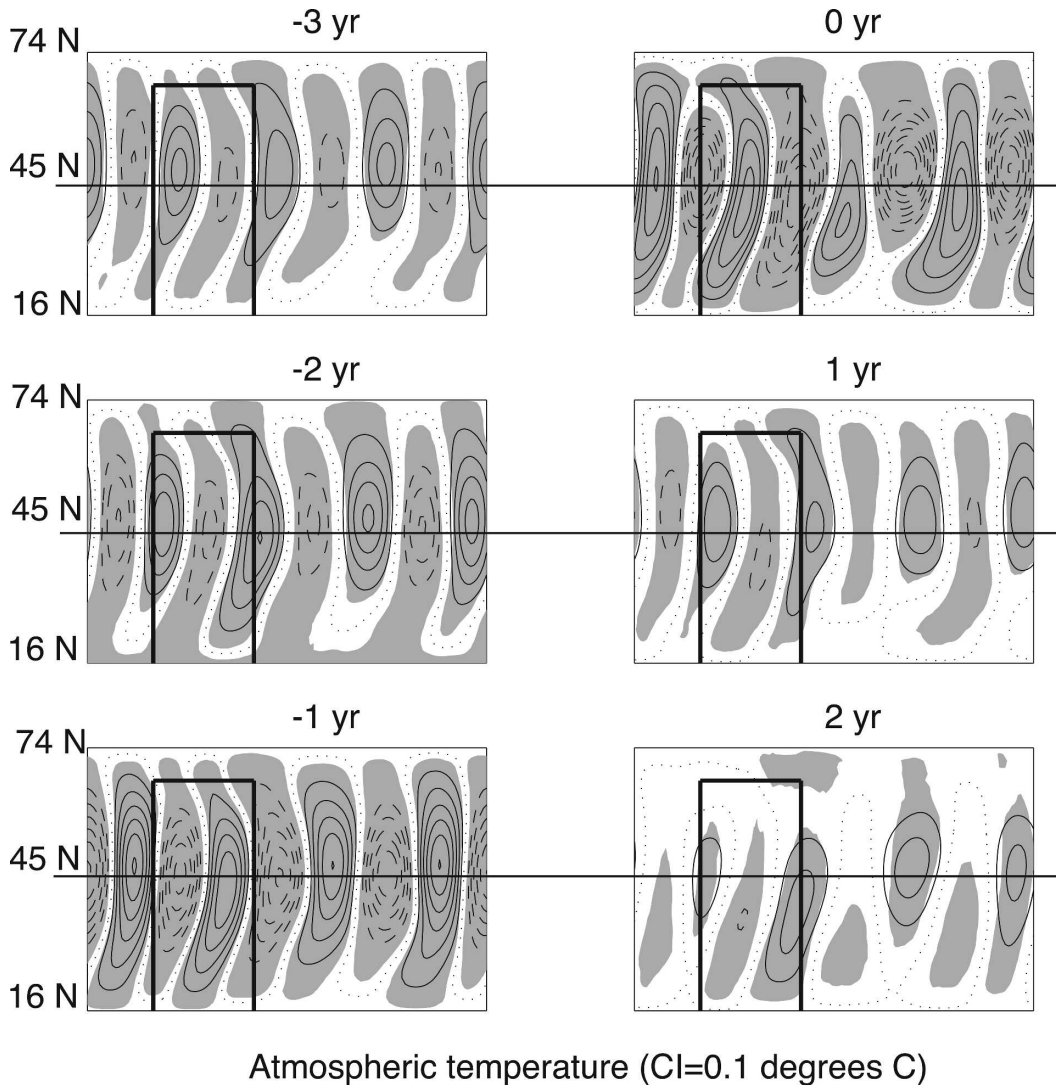 -3 yr
0 yr
74 N
45 N
16 N
-2 yr
1 yr
74 N
45 N
16 N
-1 yr
2 yr
74 N
45 N
16 N
Atmospheric temperature (CI=0.1 degrees C)